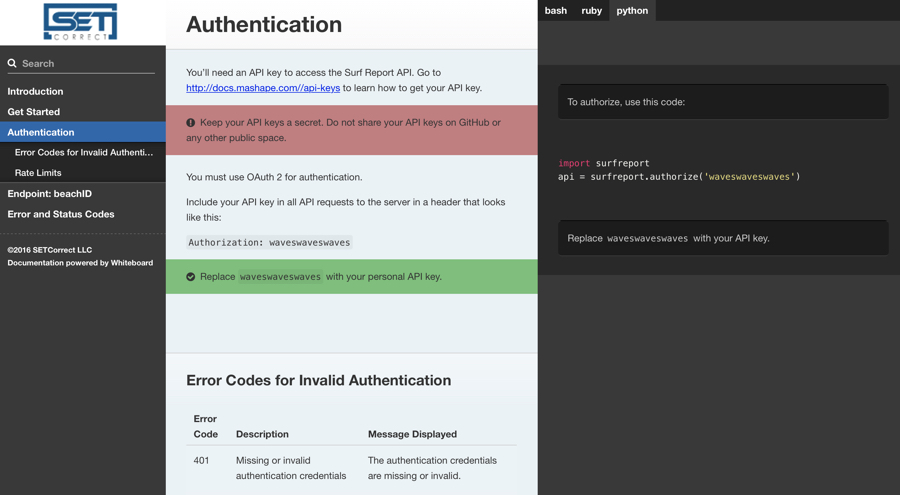 SET
CORRECT
Search
Introduction
Get Started
Authentication
Error Codes for Invalid Authenti...
Rate Limits
Endpoint: beachID
Error and Status Codes
©2016 SETCorrect LLC
Documentation powered by Whiteboard
Authentication
You'll need an API key to access the Surf Report API. Go to
http://docs.mashape.com//api-keys to learn how to get your API key.
Keep your API keys a secret. Do not share your API keys on GitHub or
any other public space.
You must use OAuth 2 for authentication.
Include your API key in all API requests to the server in a header that looks
like this:
Authorization: waveswaveswaves
Replace waveswaveswaves with your personal API key.
Error Codes for Invalid Authentication
Error
Code Description Message Displayed
401 Missing or invalid The authentication credentials
authentication credentials are missing or invalid.
bash ruby python
To authorize, use this code:
import surfreport
api = surfreport.authorize('waveswaveswaves')
Replace waveswaveswaves with your API key.